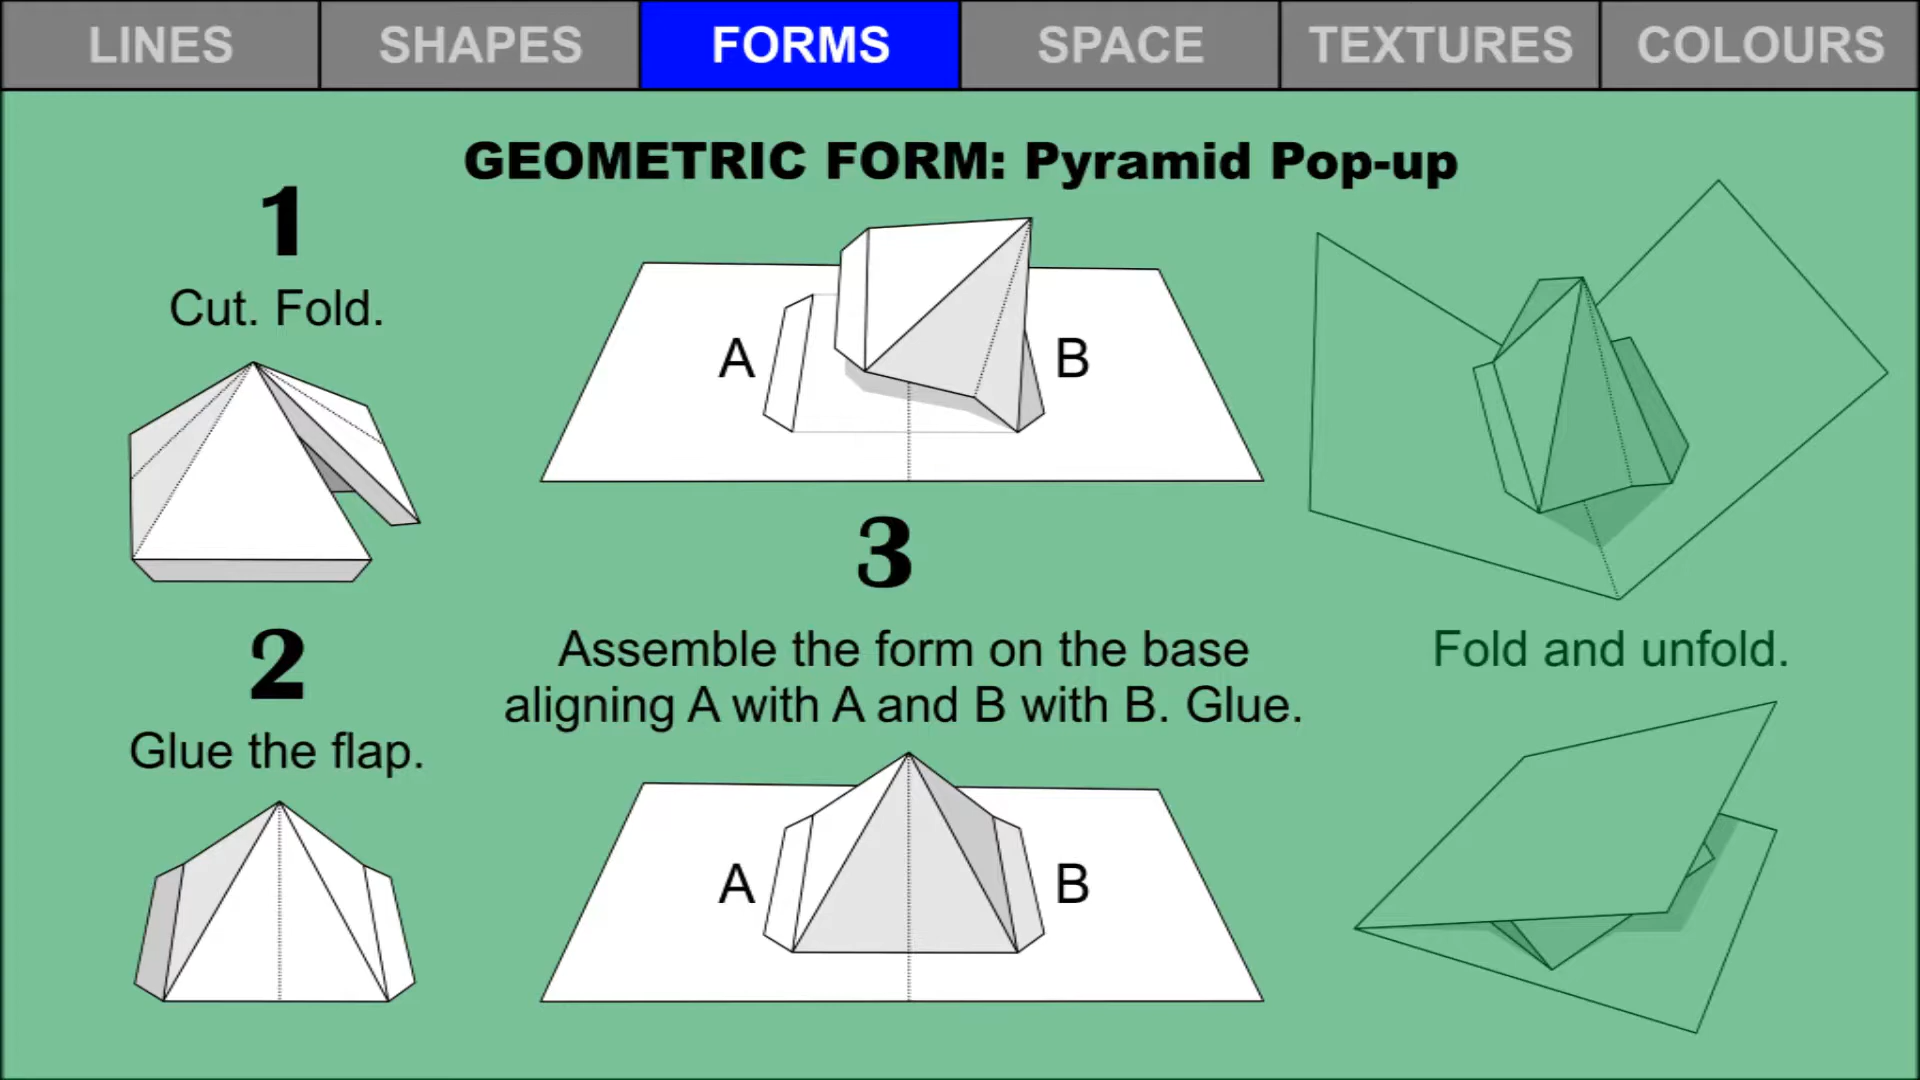 LINES
SHAPES
FORMS
SPACE
TEXTURES
COLOURS
GEOMETRIC FORM: Pyramid Pop-up
1
Cut. Fold.
2
Glue the flap.
A
B
3
Assemble the form on the base
aligning A with A and B with B. Glue.
A
B
Fold and unfold.